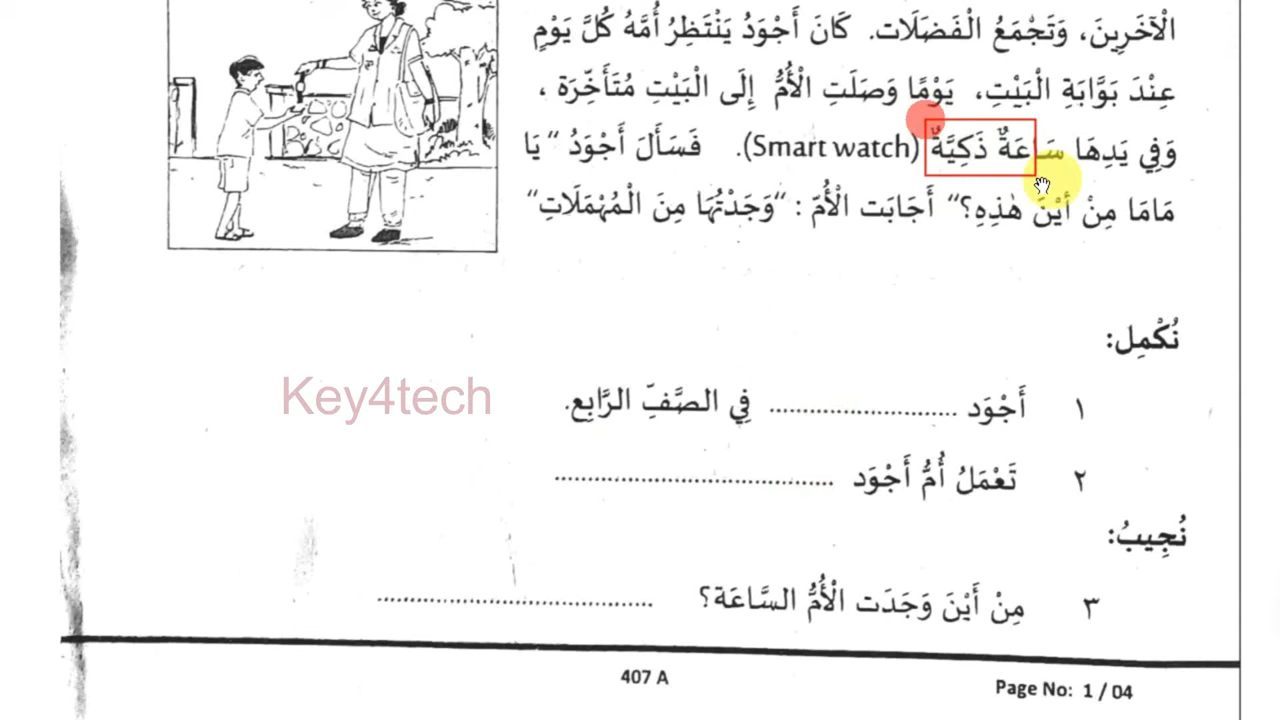 الْآخَرِينَ، وَتَجْمَعُ الْفَضَلَات. كَانَ أَجْوَدُ يَنْتَظِرُ أُمَّهُ كُلَّ يَوْمٍ
عِنْدَ بَوَّابَةِ الْبَيْتِ، يَوْمًا وَصَلَتِ الْأُمُّ إِلَى الْبَيْتِ مُتَأَخِّرَة ،
وَفِي يَدِهَا سَاعَةٌ ذَكِيَّةٌ (Smart watch). فَسَأَلَ أَجْوَدُ "يَا
مَامَا مِنْ أَيْنَ هٰذِهِ؟" أَجَابَت الْأُمّ : "وَجَدْتُهَا مِنَ الْمُهْمَلَاتِ"
نُكْمِل:
١ أَجْوَد ............................ فِي الصَّفِّ الرَّابِع.
٢ تَعْمَلُ أُمُّ أَجْوَد ..........................................
نُجِيبُ:
٣ مِنْ أَيْنَ وَجَدَت الْأُمُّ السَّاعَة؟ ..........................................
Key4tech
407 A
Page No: 1 / 04